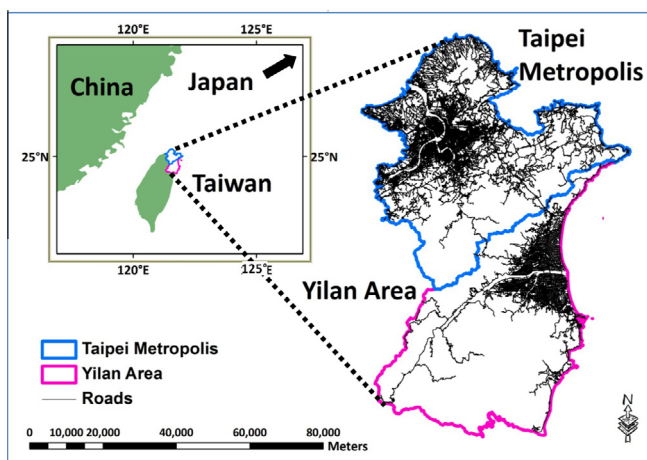 120°E 125°E
China
Japan
25°N 25°N
Taiwan
120°E 125°E
Taipei
Metropolis
Yilan Area
Taipei Metropolis
Yilan Area
Roads
0 10,000 20,000 40,000 60,000 80,000
Meters
N